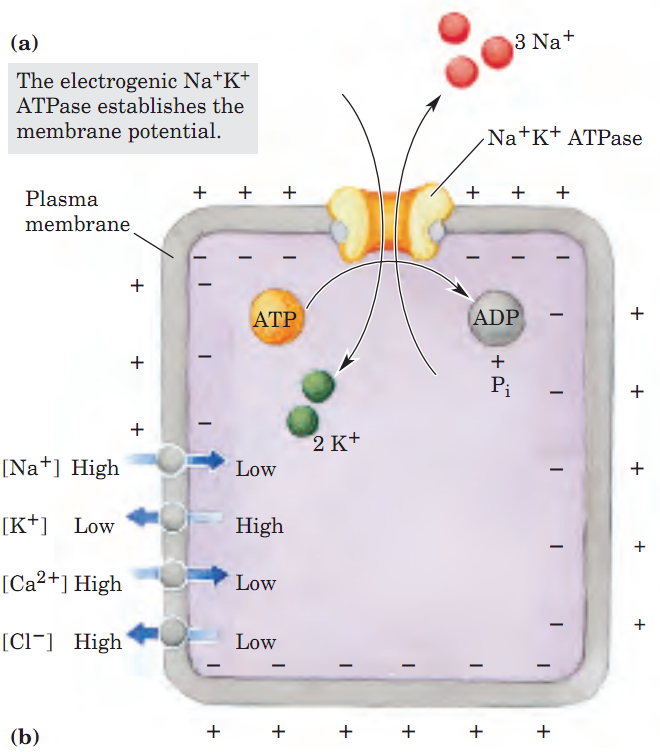 (a)
3 Na+
The electrogenic Na+K+
ATPase establishes the
membrane potential.
Na+K+ ATPase
Plasma
membrane
+ + + + + +
− − − − − −
ATP
ADP
+
Pi
2 K+
[Na+] High Low
[K+] Low High
[Ca2+] High Low
[Cl−] High Low
− − − − − −
+ + + + + +
(b)